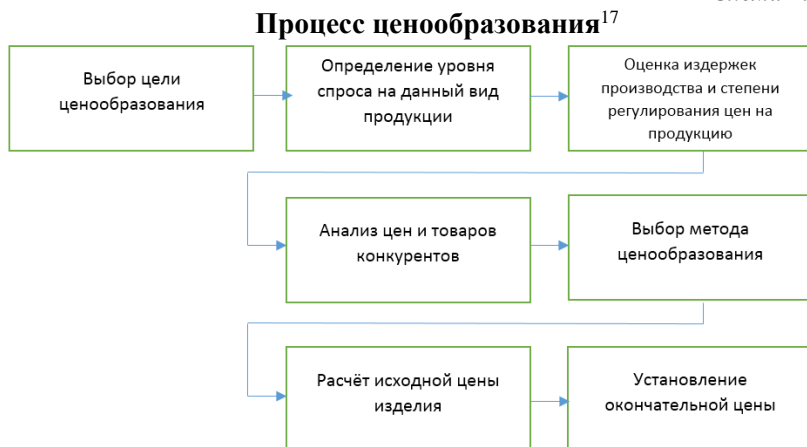 Процесс ценообразования17
Выбор цели
ценообразования
Определение уровня
спроса на данный вид
продукции
Оценка издержек
производства и степени
регулирования цен на
продукцию
Анализ цен и товаров
конкурентов
Выбор метода
ценообразования
Расчёт исходной цены
изделия
Установление
окончательной цены